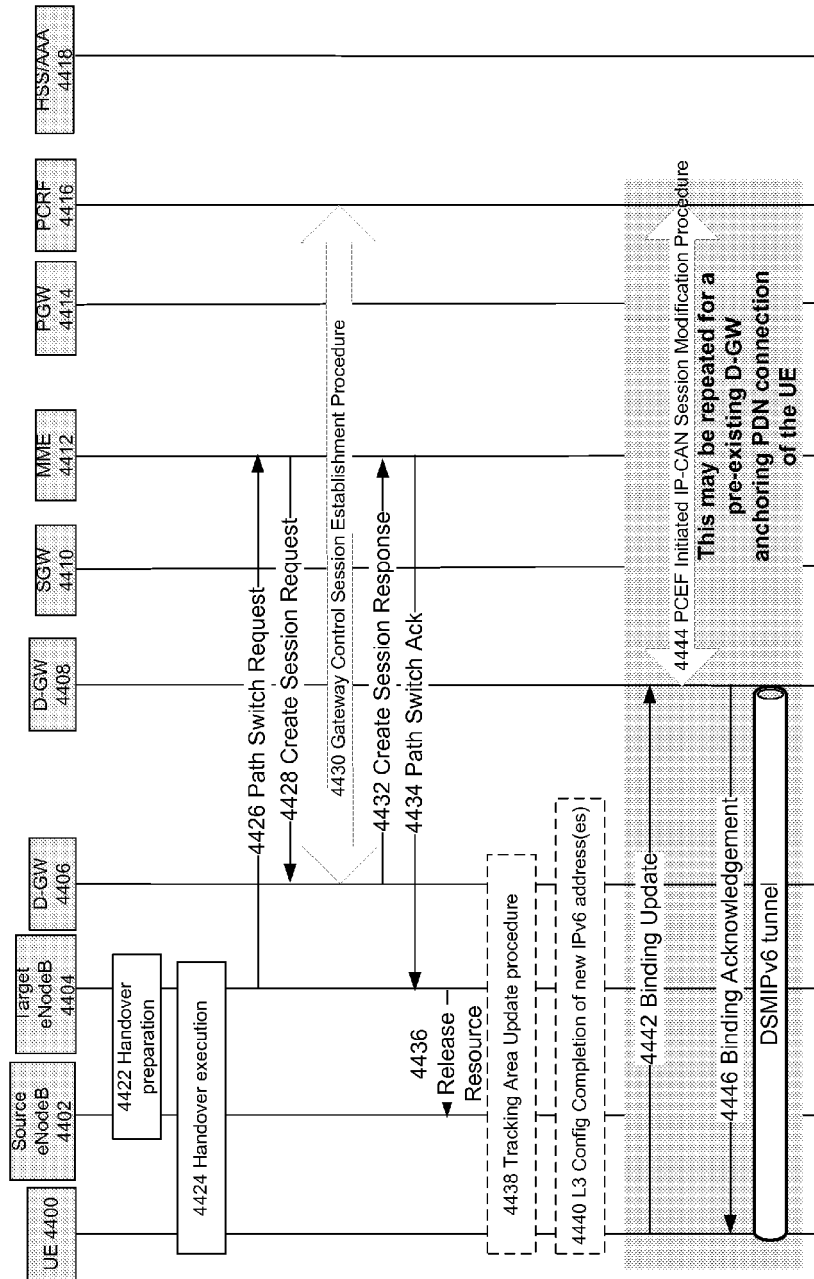 UE 4400
Source
eNodeB
4402
Target
eNodeB
4404
D-GW
4406
D-GW
4408
SGW
4410
MME
4412
PGW
4414
PCRF
4416
HSS/AAA
4418
4422 Handover
preparation
4424 Handover execution
4426 Path Switch Request
4428 Create Session Request
4430 Gateway Control Session Establishment Procedure
4432 Create Session Response
4434 Path Switch Ack
4436
Release
Resource
4438 Tracking Area Update procedure
4440 L3 Config Completion of new IPv6 address(es)
4442 Binding Update
4444 PCEF Initiated IP-CAN Session Modification Procedure
This may be repeated for a
pre-existing D-GW
anchoring PDN connection
of the UE
4446 Binding Acknowledgement
DSMIPv6 tunnel